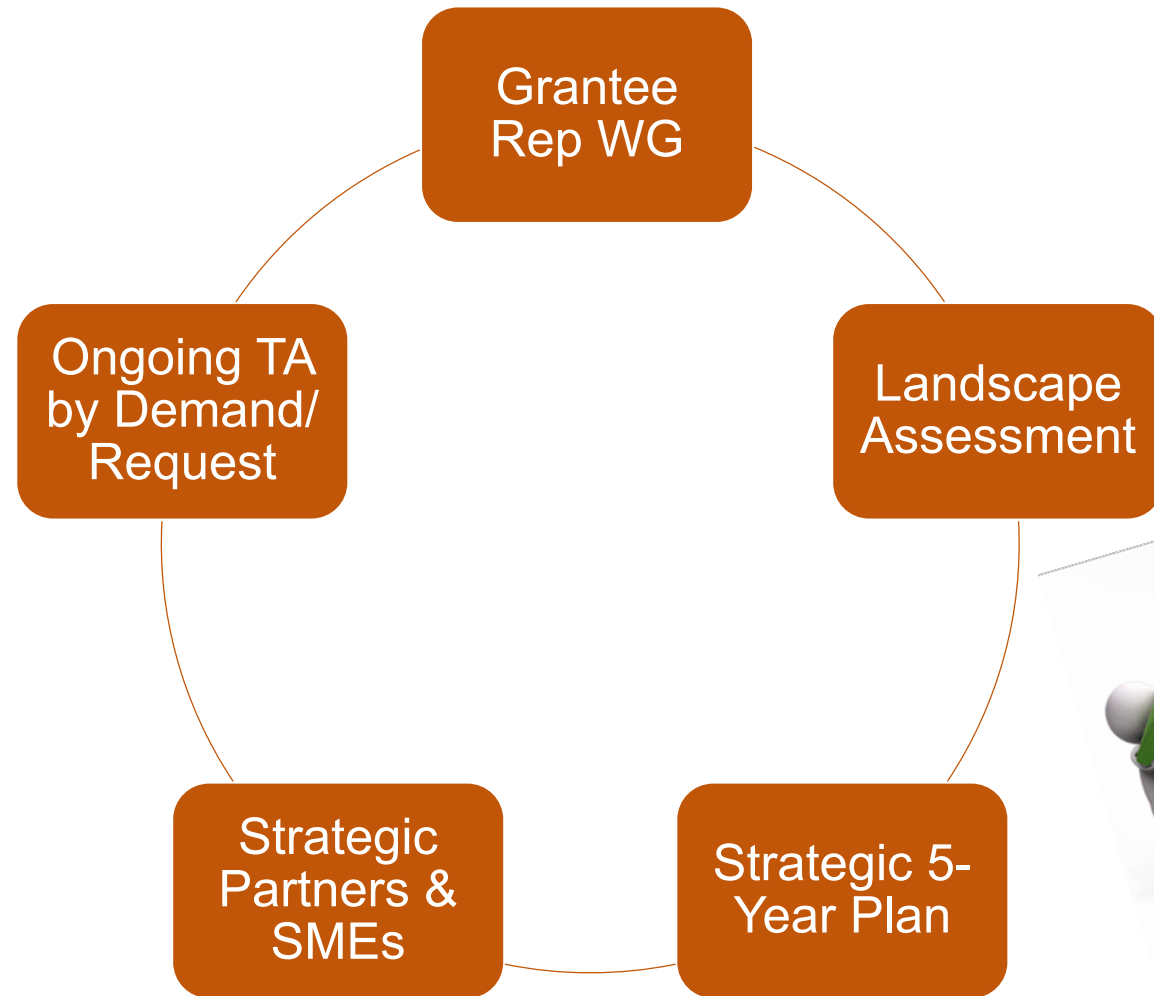 Grantee
Rep WG
Landscape
Assessment
Strategic 5-
Year Plan
Strategic
Partners &
SMEs
Ongoing TA
by Demand/
Request